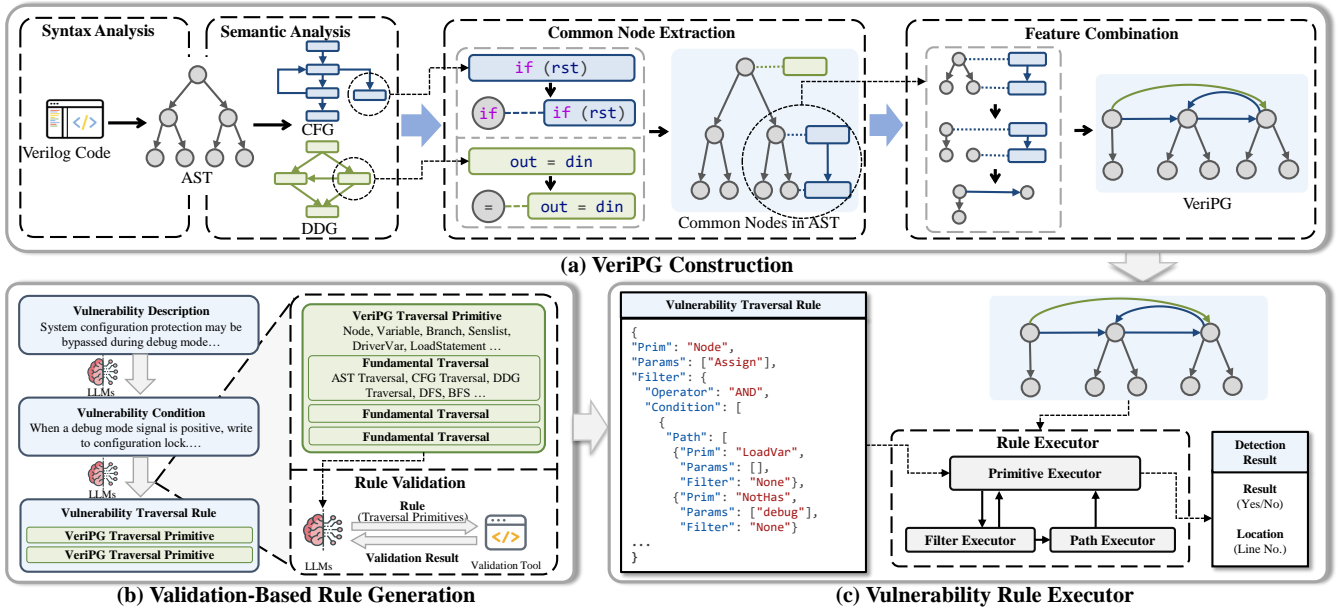 Syntax Analysis
Verilog Code
AST
Semantic Analysis
CFG
DDG
Common Node Extraction
if (rst)
if
if (rst)
out = din
=
out = din
Common Nodes in AST
Feature Combination
VeriPG
(a) VeriPG Construction
Vulnerability Description
System configuration protection may be
bypassed during debug mode…
LLMs
Vulnerability Condition
When a debug mode signal is positive, write
to configuration lock.…
LLMs
Vulnerability Traversal Rule
VeriPG Traversal Primitive
VeriPG Traversal Primitive
VeriPG Traversal Primitive
Node, Variable, Branch, Senslist,
DriverVar, LoadStatement …
Fundamental Traversal
AST Traversal, CFG Traversal, DDG
Traversal, DFS, BFS …
Fundamental Traversal
Fundamental Traversal
Rule Validation
Rule
(Traversal Primitives)
Validation Result
LLMs
Validation Tool
(b) Validation-Based Rule Generation
Vulnerability Traversal Rule
{
"Prim": "Node",
"Params": ["Assign"],
"Filter": {
"Operator": "AND",
"Condition": [
{
"Path": [
{"Prim": "LoadVar",
"Params": [],
"Filter": "None"},
{"Prim": "NotHas",
"Params": ["debug"],
"Filter": "None"}
...
}
Rule Executor
Primitive Executor
Filter Executor
Path Executor
Detection
Result
Result
(Yes/No)
Location
(Line No.)
(c) Vulnerability Rule Executor